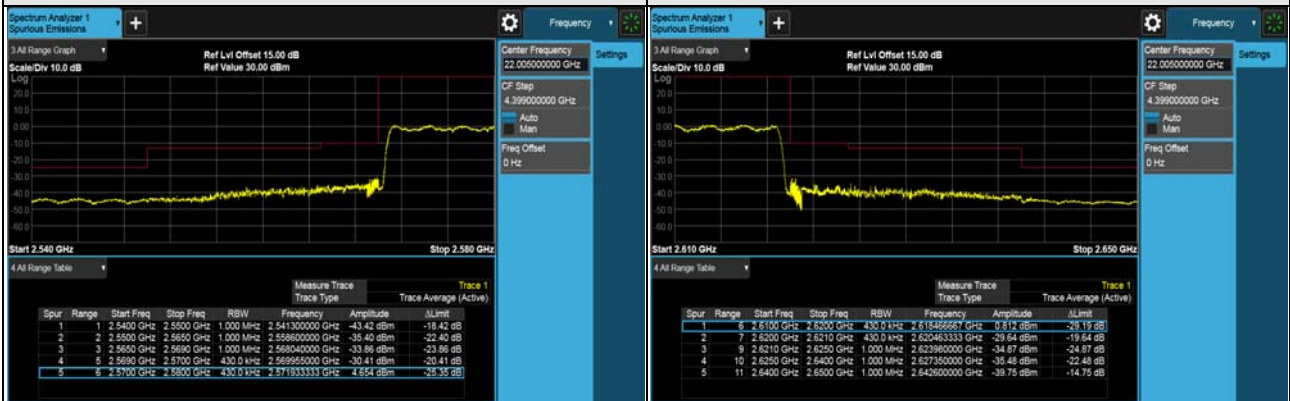 Spectrum Analyzer 1
Spurious Emissions
Frequency
3 All Range Graph
Scale/Div 10.0 dB
Ref Lvl Offset 15.00 dB
Ref Value 30.00 dBm
Log
20.0
10.0
0.00
-10.0
-20.0
-30.0
-40.0
-50.0
-60.0
Start 2.540 GHz
Stop 2.580 GHz
Center Frequency
22.005000000 GHz
Settings
CF Step
4.399000000 GHz
Auto
Man
Freq Offset
0 Hz
4 All Range Table
Measure Trace Trace 1
Trace Type Trace Average (Active)
Spur Range Start Freq Stop Freq RBW Frequency Amplitude ΔLimit
1 1 2.5400 GHz 2.5500 GHz 1.000 MHz 2.541300000 GHz -43.42 dBm -18.42 dB
2 2 2.5500 GHz 2.5650 GHz 1.000 MHz 2.558600000 GHz -35.40 dBm -22.40 dB
3 3 2.5650 GHz 2.5690 GHz 1.000 MHz 2.568040000 GHz -33.86 dBm -23.86 dB
4 5 2.5690 GHz 2.5700 GHz 430.0 kHz 2.569955000 GHz -30.41 dBm -20.41 dB
5 6 2.5700 GHz 2.5800 GHz 430.0 kHz 2.571933333 GHz 4.654 dBm -25.35 dB
Spectrum Analyzer 1
Spurious Emissions
Frequency
3 All Range Graph
Scale/Div 10.0 dB
Ref Lvl Offset 15.00 dB
Ref Value 30.00 dBm
Log
20.0
10.0
0.00
-10.0
-20.0
-30.0
-40.0
-50.0
-60.0
Start 2.610 GHz
Stop 2.650 GHz
Center Frequency
22.005000000 GHz
Settings
CF Step
4.399000000 GHz
Auto
Man
Freq Offset
0 Hz
4 All Range Table
Measure Trace Trace 1
Trace Type Trace Average (Active)
Spur Range Start Freq Stop Freq RBW Frequency Amplitude ΔLimit
1 6 2.6100 GHz 2.6200 GHz 430.0 kHz 2.618466667 GHz 0.812 dBm -29.19 dB
2 7 2.6200 GHz 2.6210 GHz 430.0 kHz 2.620463333 GHz -29.64 dBm -19.64 dB
3 9 2.6210 GHz 2.6250 GHz 1.000 MHz 2.623980000 GHz -34.87 dBm -24.87 dB
4 10 2.6250 GHz 2.6400 GHz 1.000 MHz 2.627350000 GHz -35.48 dBm -22.48 dB
5 11 2.6400 GHz 2.6500 GHz 1.000 MHz 2.642600000 GHz -39.75 dBm -14.75 dB